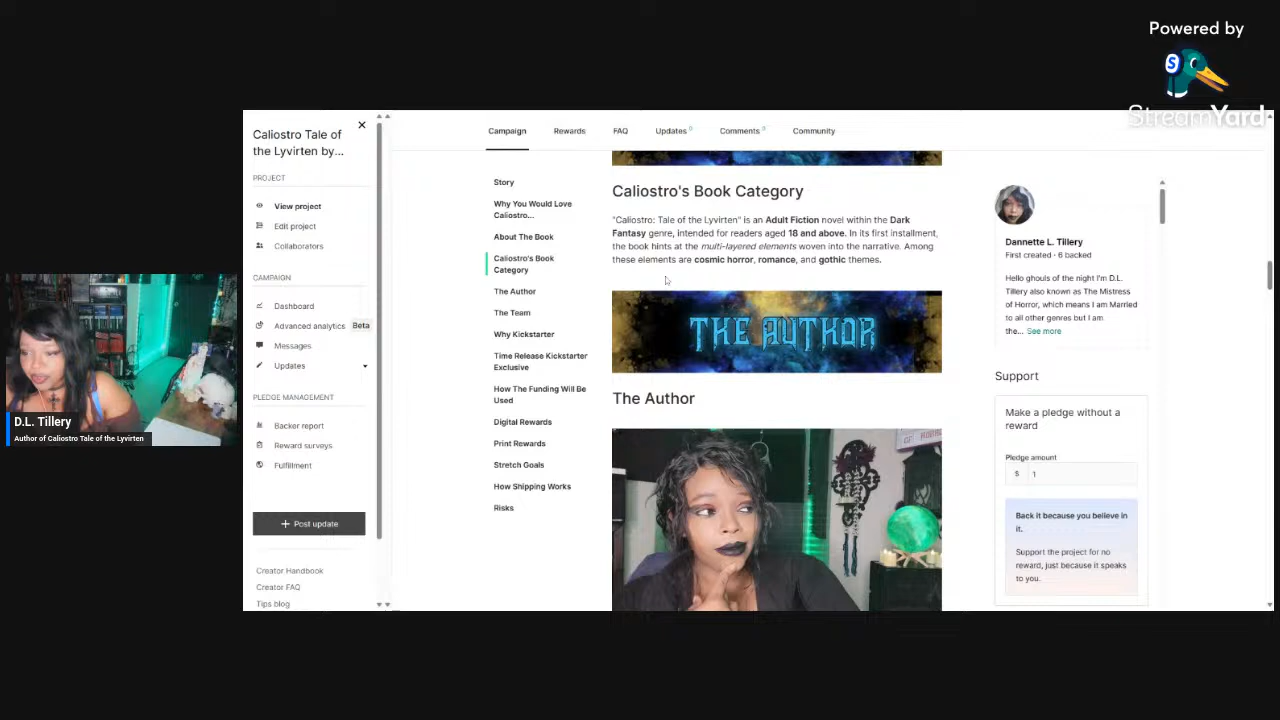 Powered by
S
StreamYard
Caliostro Tale of
the Lyvirten by...
PROJECT
View project
Edit project
Collaborators
CAMPAIGN
Dashboard
Advanced analytics Beta
Messages
Updates
PLEDGE MANAGEMENT
Backer report
Reward surveys
Fulfillment
+ Post update
Creator Handbook
Creator FAQ
Tips blog
Campaign Rewards FAQ Updates 0 Comments 0 Community
Story
Why You Would Love
Caliostro...
About The Book
Caliostro's Book
Category
The Author
The Team
Why Kickstarter
Time Release Kickstarter
Exclusive
How The Funding Will Be
Used
Digital Rewards
Print Rewards
Stretch Goals
How Shipping Works
Risks
Caliostro's Book Category
"Caliostro: Tale of the Lyvirten" is an Adult Fiction novel within the Dark
Fantasy genre, intended for readers aged 18 and above. In its first installment,
the book hints at the multi-layered elements woven into the narrative. Among
these elements are cosmic horror, romance, and gothic themes.
THE AUTHOR
The Author
Dannette L. Tillery
First created · 6 backed
Hello ghouls of the night I'm D.L.
Tillery also known as The Mistress
of Horror, which means I am Married
to all other genres but I am
the... See more
Support
Make a pledge without a
reward
Pledge amount
$ 1
Back it because you believe in
it.
Support the project for no
reward, just because it speaks
to you.
D.L. Tillery
Author of Caliostro Tale of the Lyvirten